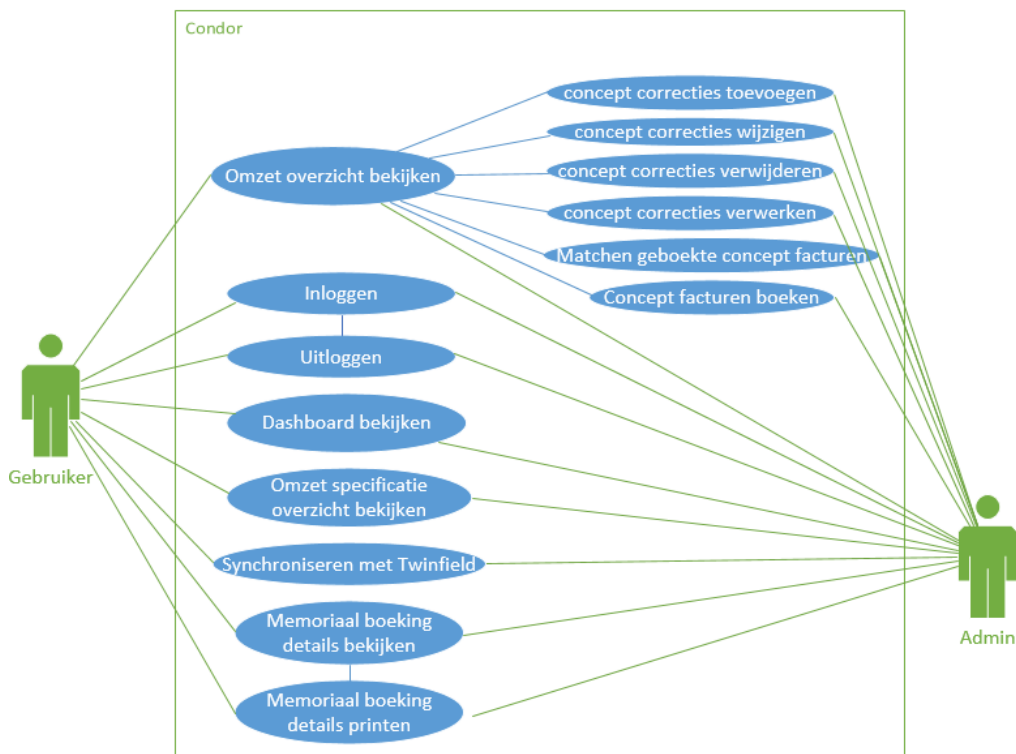 Condor
concept correcties toevoegen
concept correcties wijzigen
Omzet overzicht bekijken
concept correcties verwijderen
concept correcties verwerken
Matchen geboekte concept facturen
Inloggen
Concept facturen boeken
Uitloggen
Dashboard bekijken
Gebruiker
Omzet specificatie
overzicht bekijken
Synchroniseren met Twinfield
Memoriaal boeking
details bekijken
Admin
Memoriaal boeking
details printen